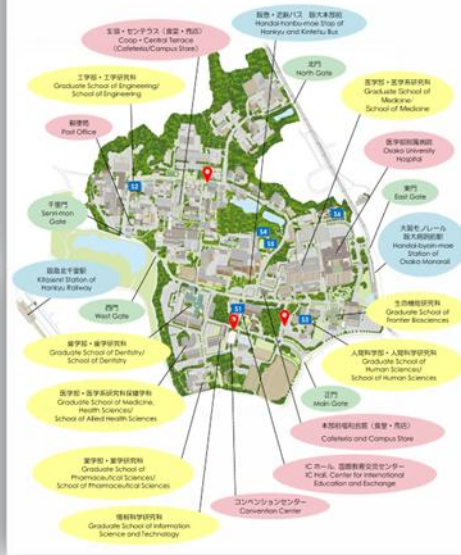 生協・センテラス（食堂・売店）
Coop・Central Terrace
(Cafeteria/Campus Store)
阪急・近鉄バス 阪大本部前
Handai-honbu-mae Stop of
Hankyu and Kintetsu Bus
工学部・工学研究科
Graduate School of Engineering/
School of Engineering
北門
North Gate
医学部・医学系研究科
Graduate School of
Medicine/
School of Medicine
郵便局
Post Office
医学部附属病院
Osaka University
Hospital
東門
East Gate
千里門
Senri-mon
Gate
大阪モノレール
阪大病院前駅
Handai-byoin-mae
Station of
Osaka Monorail
阪急北千里駅
Kitasenri Station of
Hankyu Railway
西門
West Gate
生命機能研究科
Graduate School of
Frontier Biosciences
歯学部・歯学研究科
Graduate School of Dentistry/
School of Dentistry
人間科学部・人間科学研究科
Graduate School of
Human Sciences/
School of Human Sciences
医学部・医学系研究科保健学科
Graduate School of Medicine,
Health Sciences/
School of Allied Health Sciences
正門
Main Gate
本部前福利会館（食堂・売店）
Cafeteria and Campus Store
薬学部・薬学研究科
Graduate School of
Pharmaceutical Sciences/
School of Pharmaceutical Sciences
ICホール、国際教育交流センター
IC Hall, Center for International
Education and Exchange
情報科学研究科
Graduate School of Information
Science and Technology
コンベンションセンター
Convention Center
S2
S4
S5
S6
S1
S3